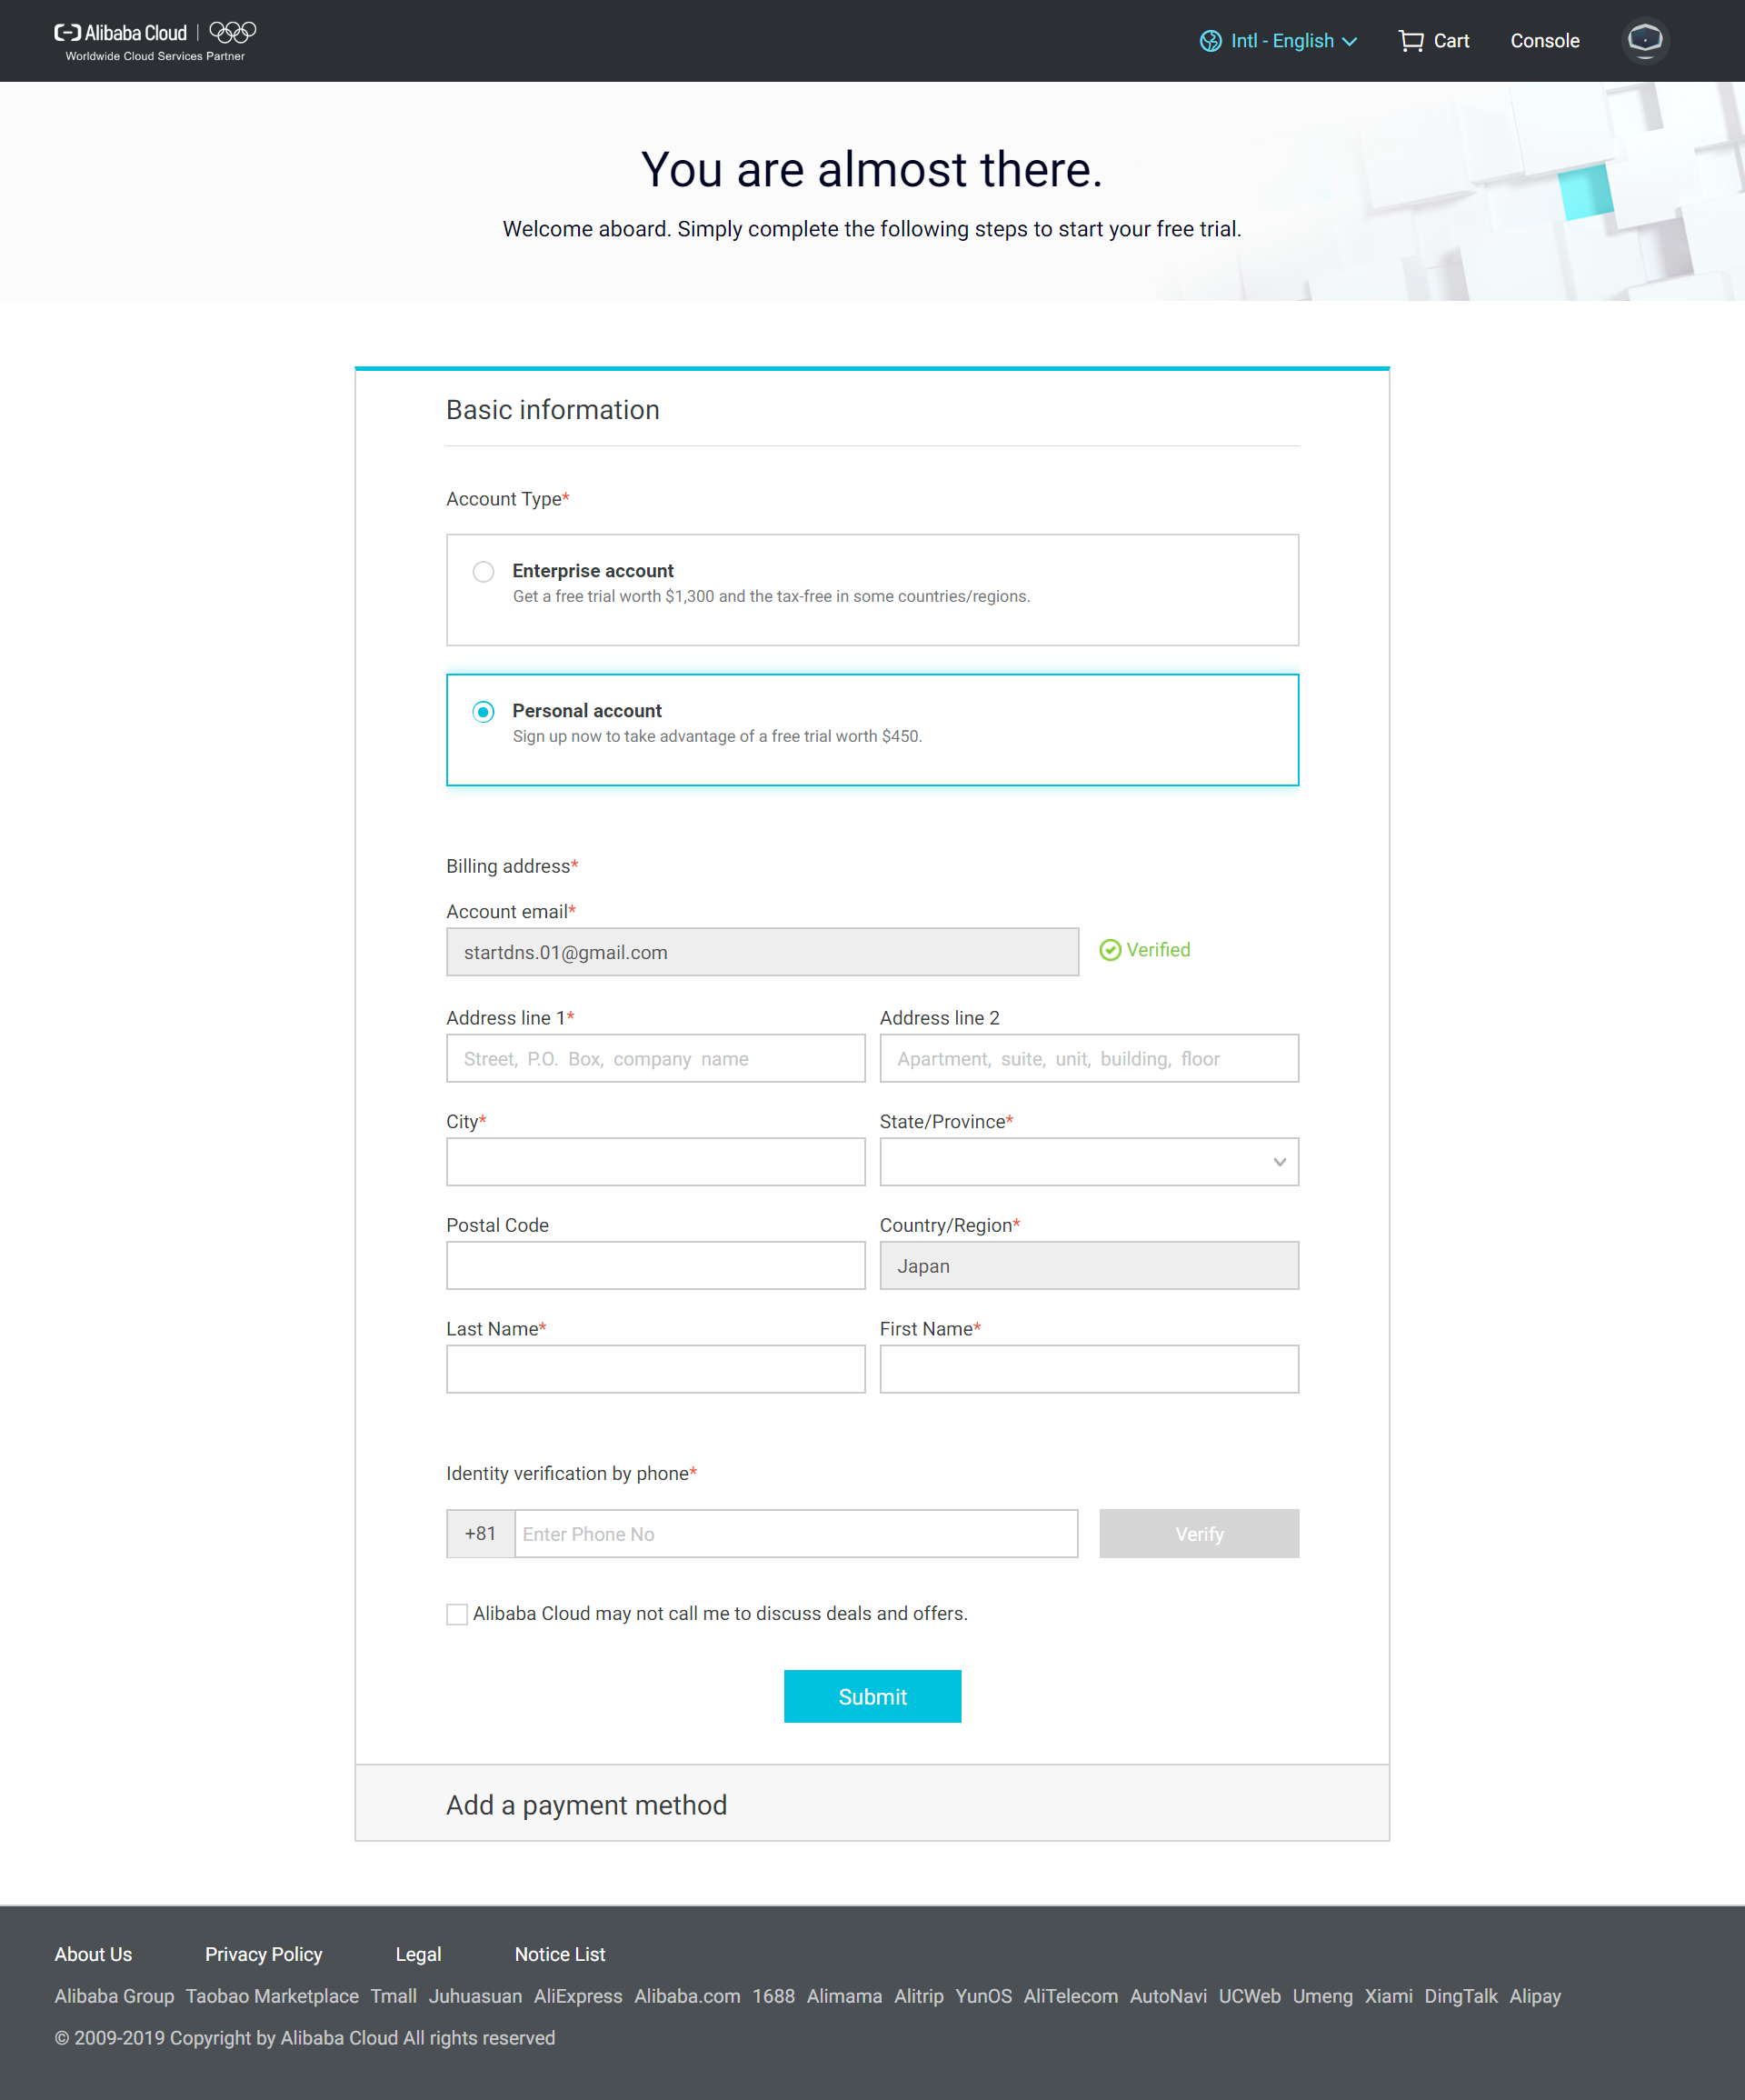 Alibaba Cloud
Worldwide Cloud Services Partner
Intl - English
Cart
Console
You are almost there.
Welcome aboard. Simply complete the following steps to start your free trial.
Basic information
Account Type*
Enterprise account
Get a free trial worth $1,300 and the tax-free in some countries/regions.
Personal account
Sign up now to take advantage of a free trial worth $450.
Billing address*
Account email*
startdns.01@gmail.com
Verified
Address line 1*
Address line 2
Street, P.O. Box, company name
Apartment, suite, unit, building, floor
City*
State/Province*
Postal Code
Country/Region*
Japan
Last Name*
First Name*
Identity verification by phone*
+81
Enter Phone No
Verify
Alibaba Cloud may not call me to discuss deals and offers.
Submit
Add a payment method
About Us
Privacy Policy
Legal
Notice List
Alibaba Group Taobao Marketplace Tmall Juhuasuan AliExpress Alibaba.com 1688 Alimama Alitrip YunOS AliTelecom AutoNavi UCWeb Umeng Xiami DingTalk Alipay
© 2009-2019 Copyright by Alibaba Cloud All rights reserved